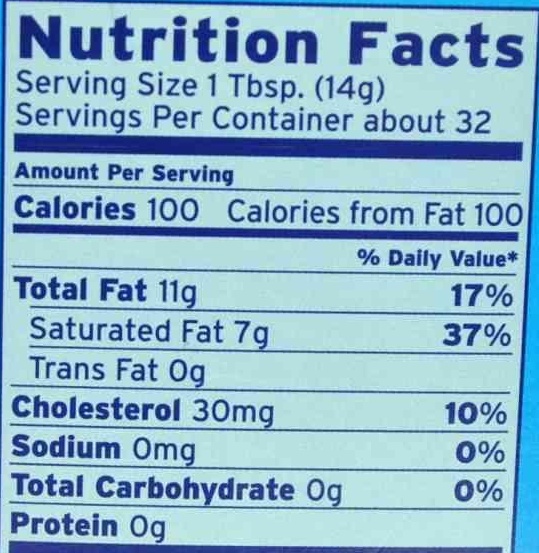 Nutrition Facts
Serving Size 1 Tbsp. (14g)
Servings Per Container about 32
Amount Per Serving
Calories 100 Calories from Fat 100
% Daily Value*
Total Fat 11g 17%
Saturated Fat 7g 37%
Trans Fat 0g
Cholesterol 30mg 10%
Sodium 0mg 0%
Total Carbohydrate 0g 0%
Protein 0g